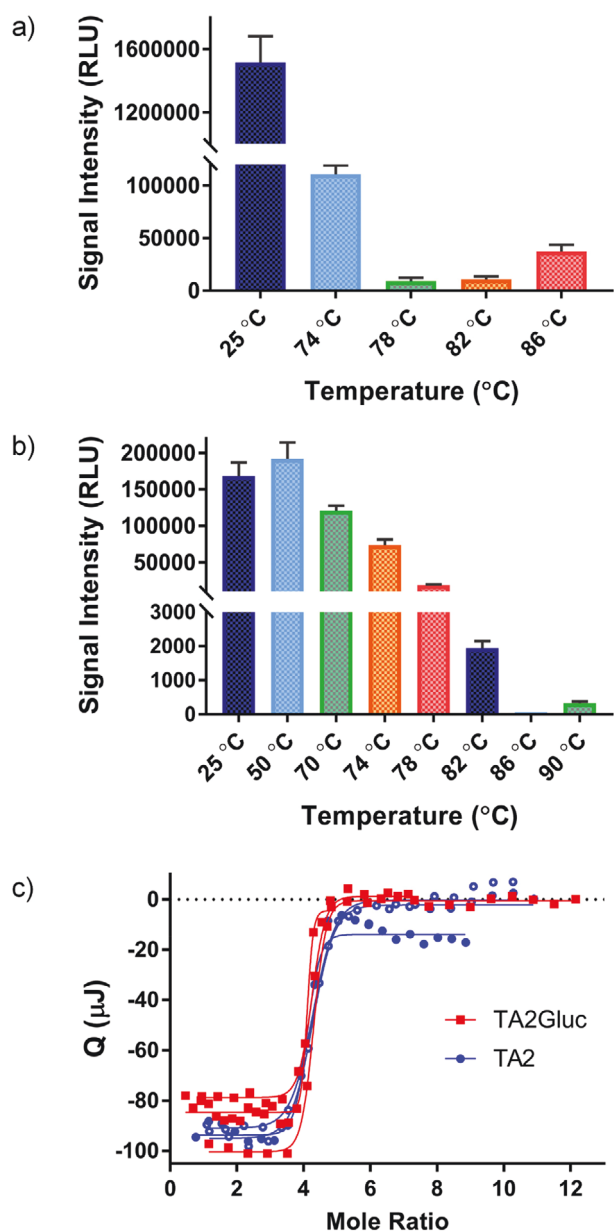 a)
Signal Intensity (RLU)
1600000
1200000
100000
50000
0
25 °C
74 °C
78 °C
82 °C
86 °C
Temperature (°C)
b)
Signal Intensity (RLU)
200000
150000
100000
50000
3000
2000
1000
0
25 °C
50 °C
70 °C
74 °C
78 °C
82 °C
86 °C
90 °C
Temperature (°C)
c)
Q (μJ)
0
-20
-40
-60
-80
-100
TA2Gluc
TA2
0 2 4 6 8 10 12
Mole Ratio